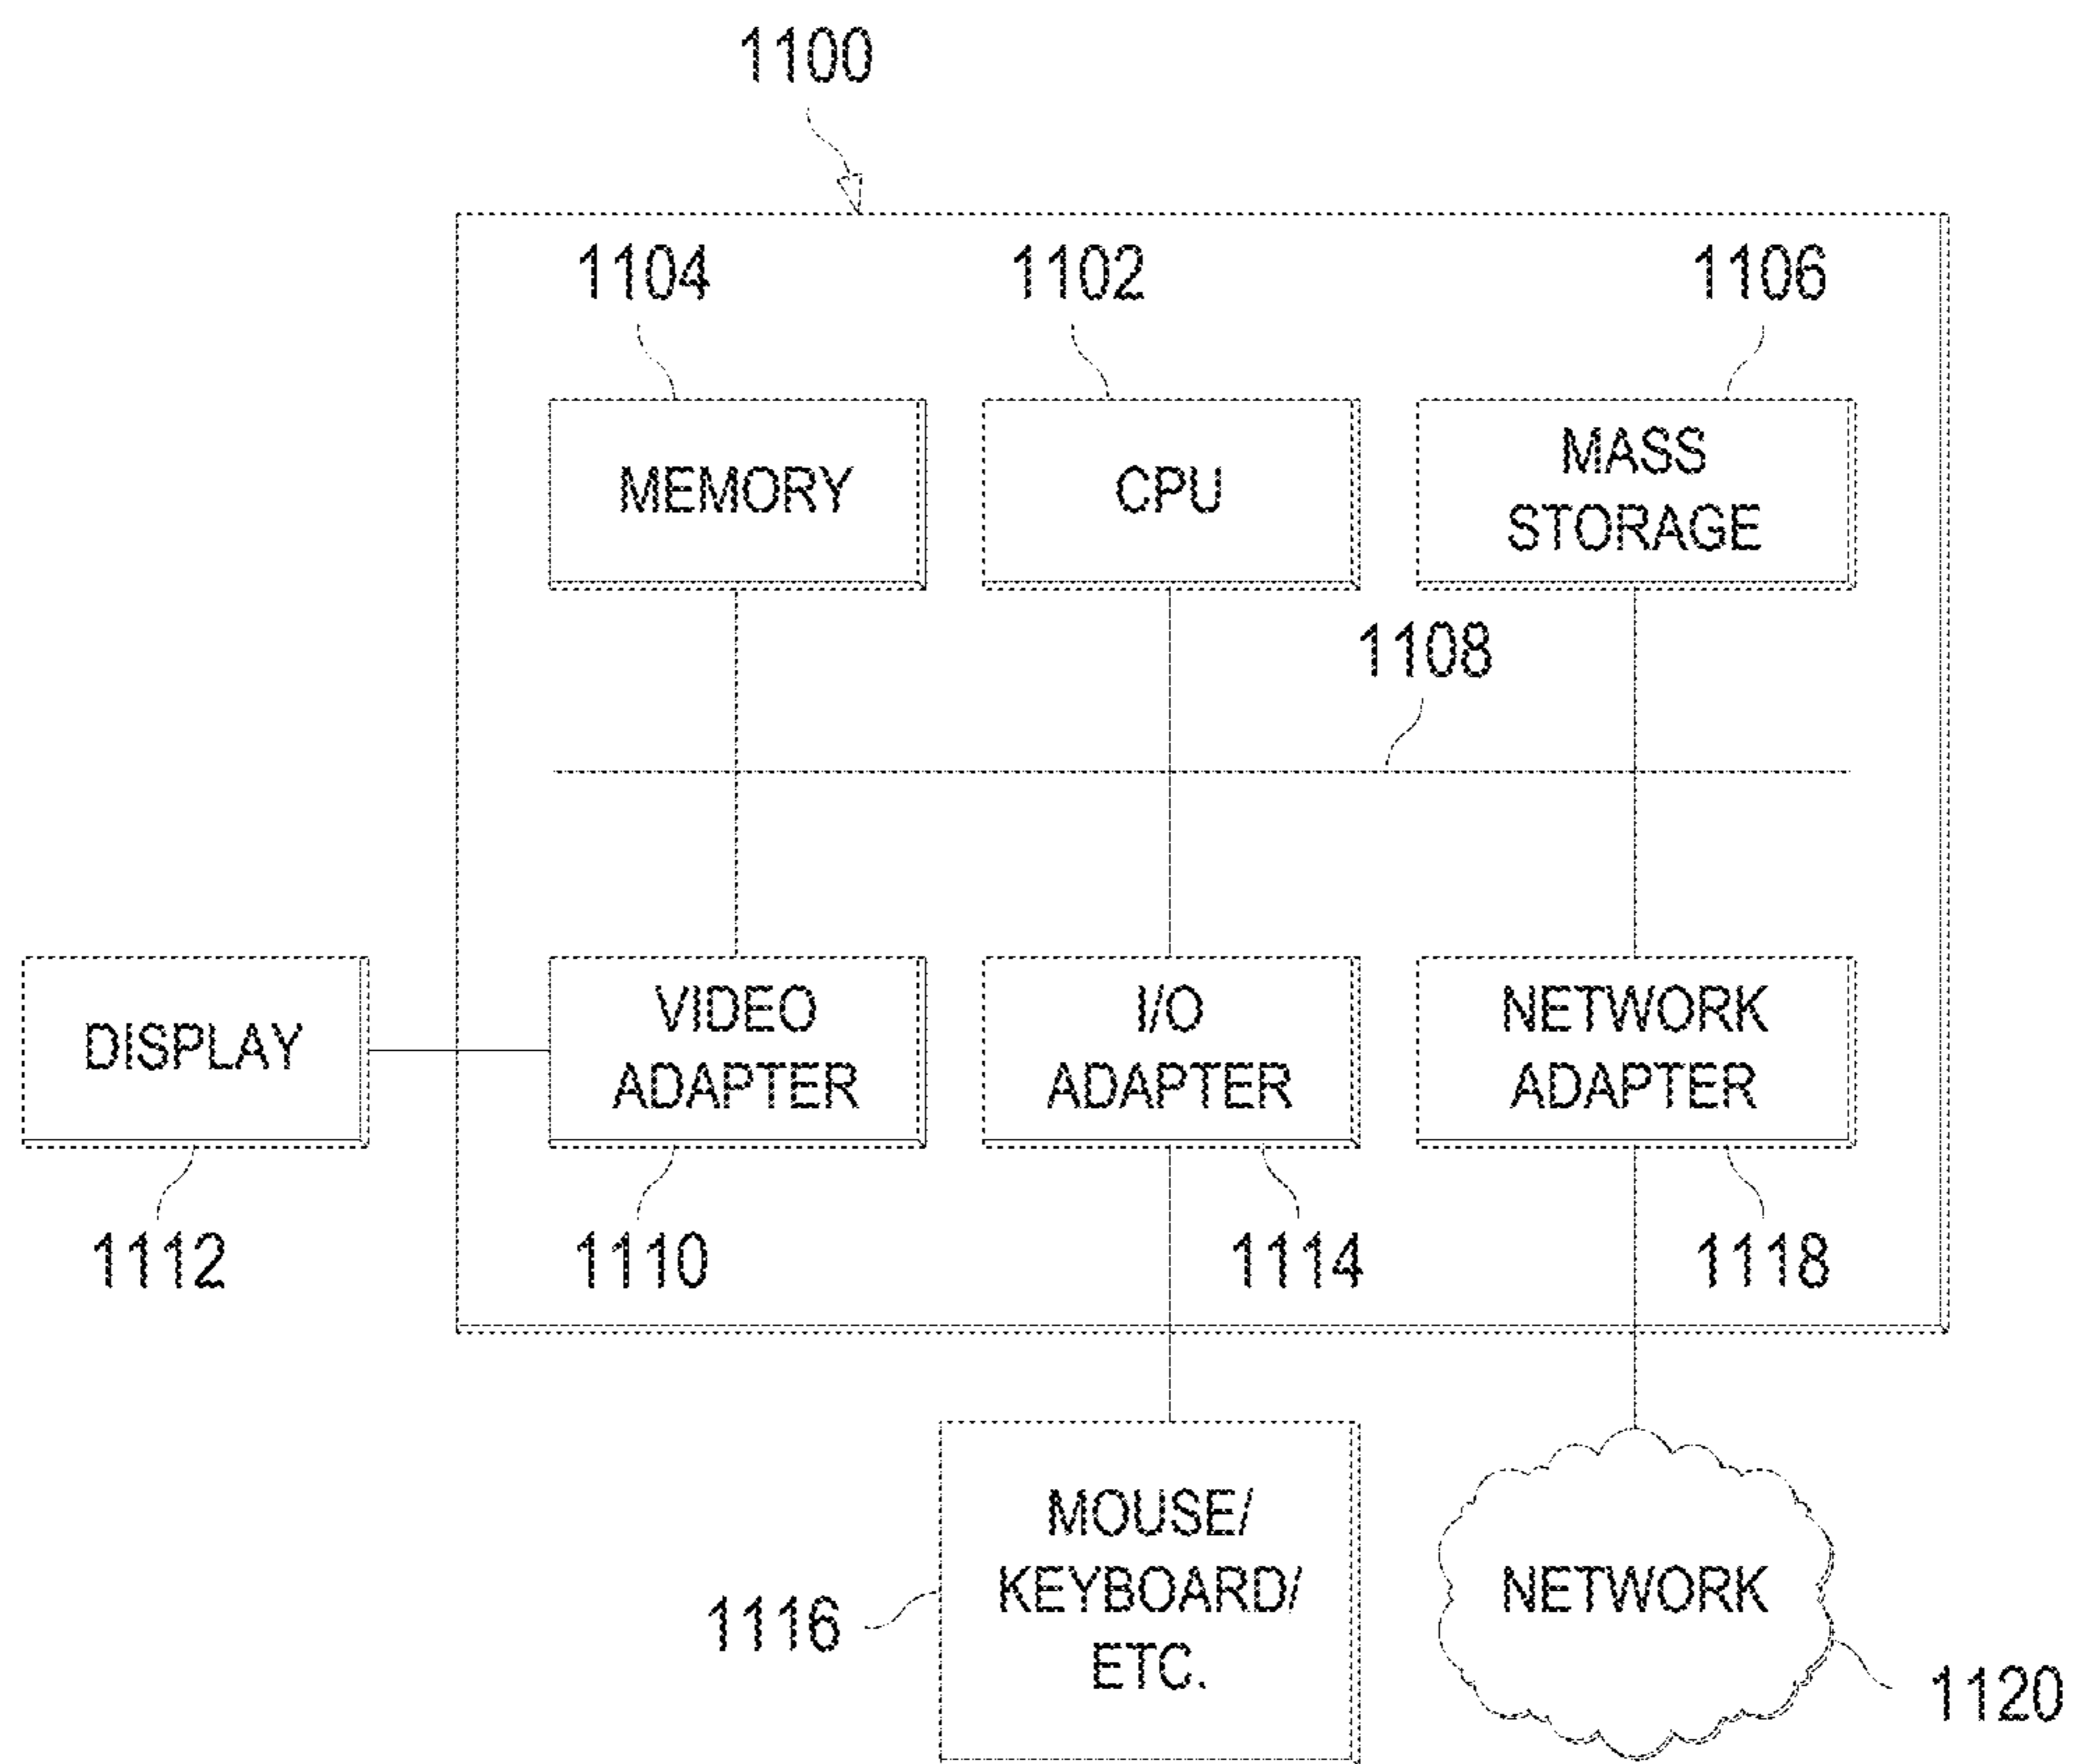 1100
1104
1102
1106
MEMORY
CPU
MASS
STORAGE
1108
DISPLAY
VIDEO
ADAPTER
I/O
ADAPTER
NETWORK
ADAPTER
1112
1110
1114
1118
MOUSE/
KEYBOARD/
ETC.
1116
NETWORK
1120